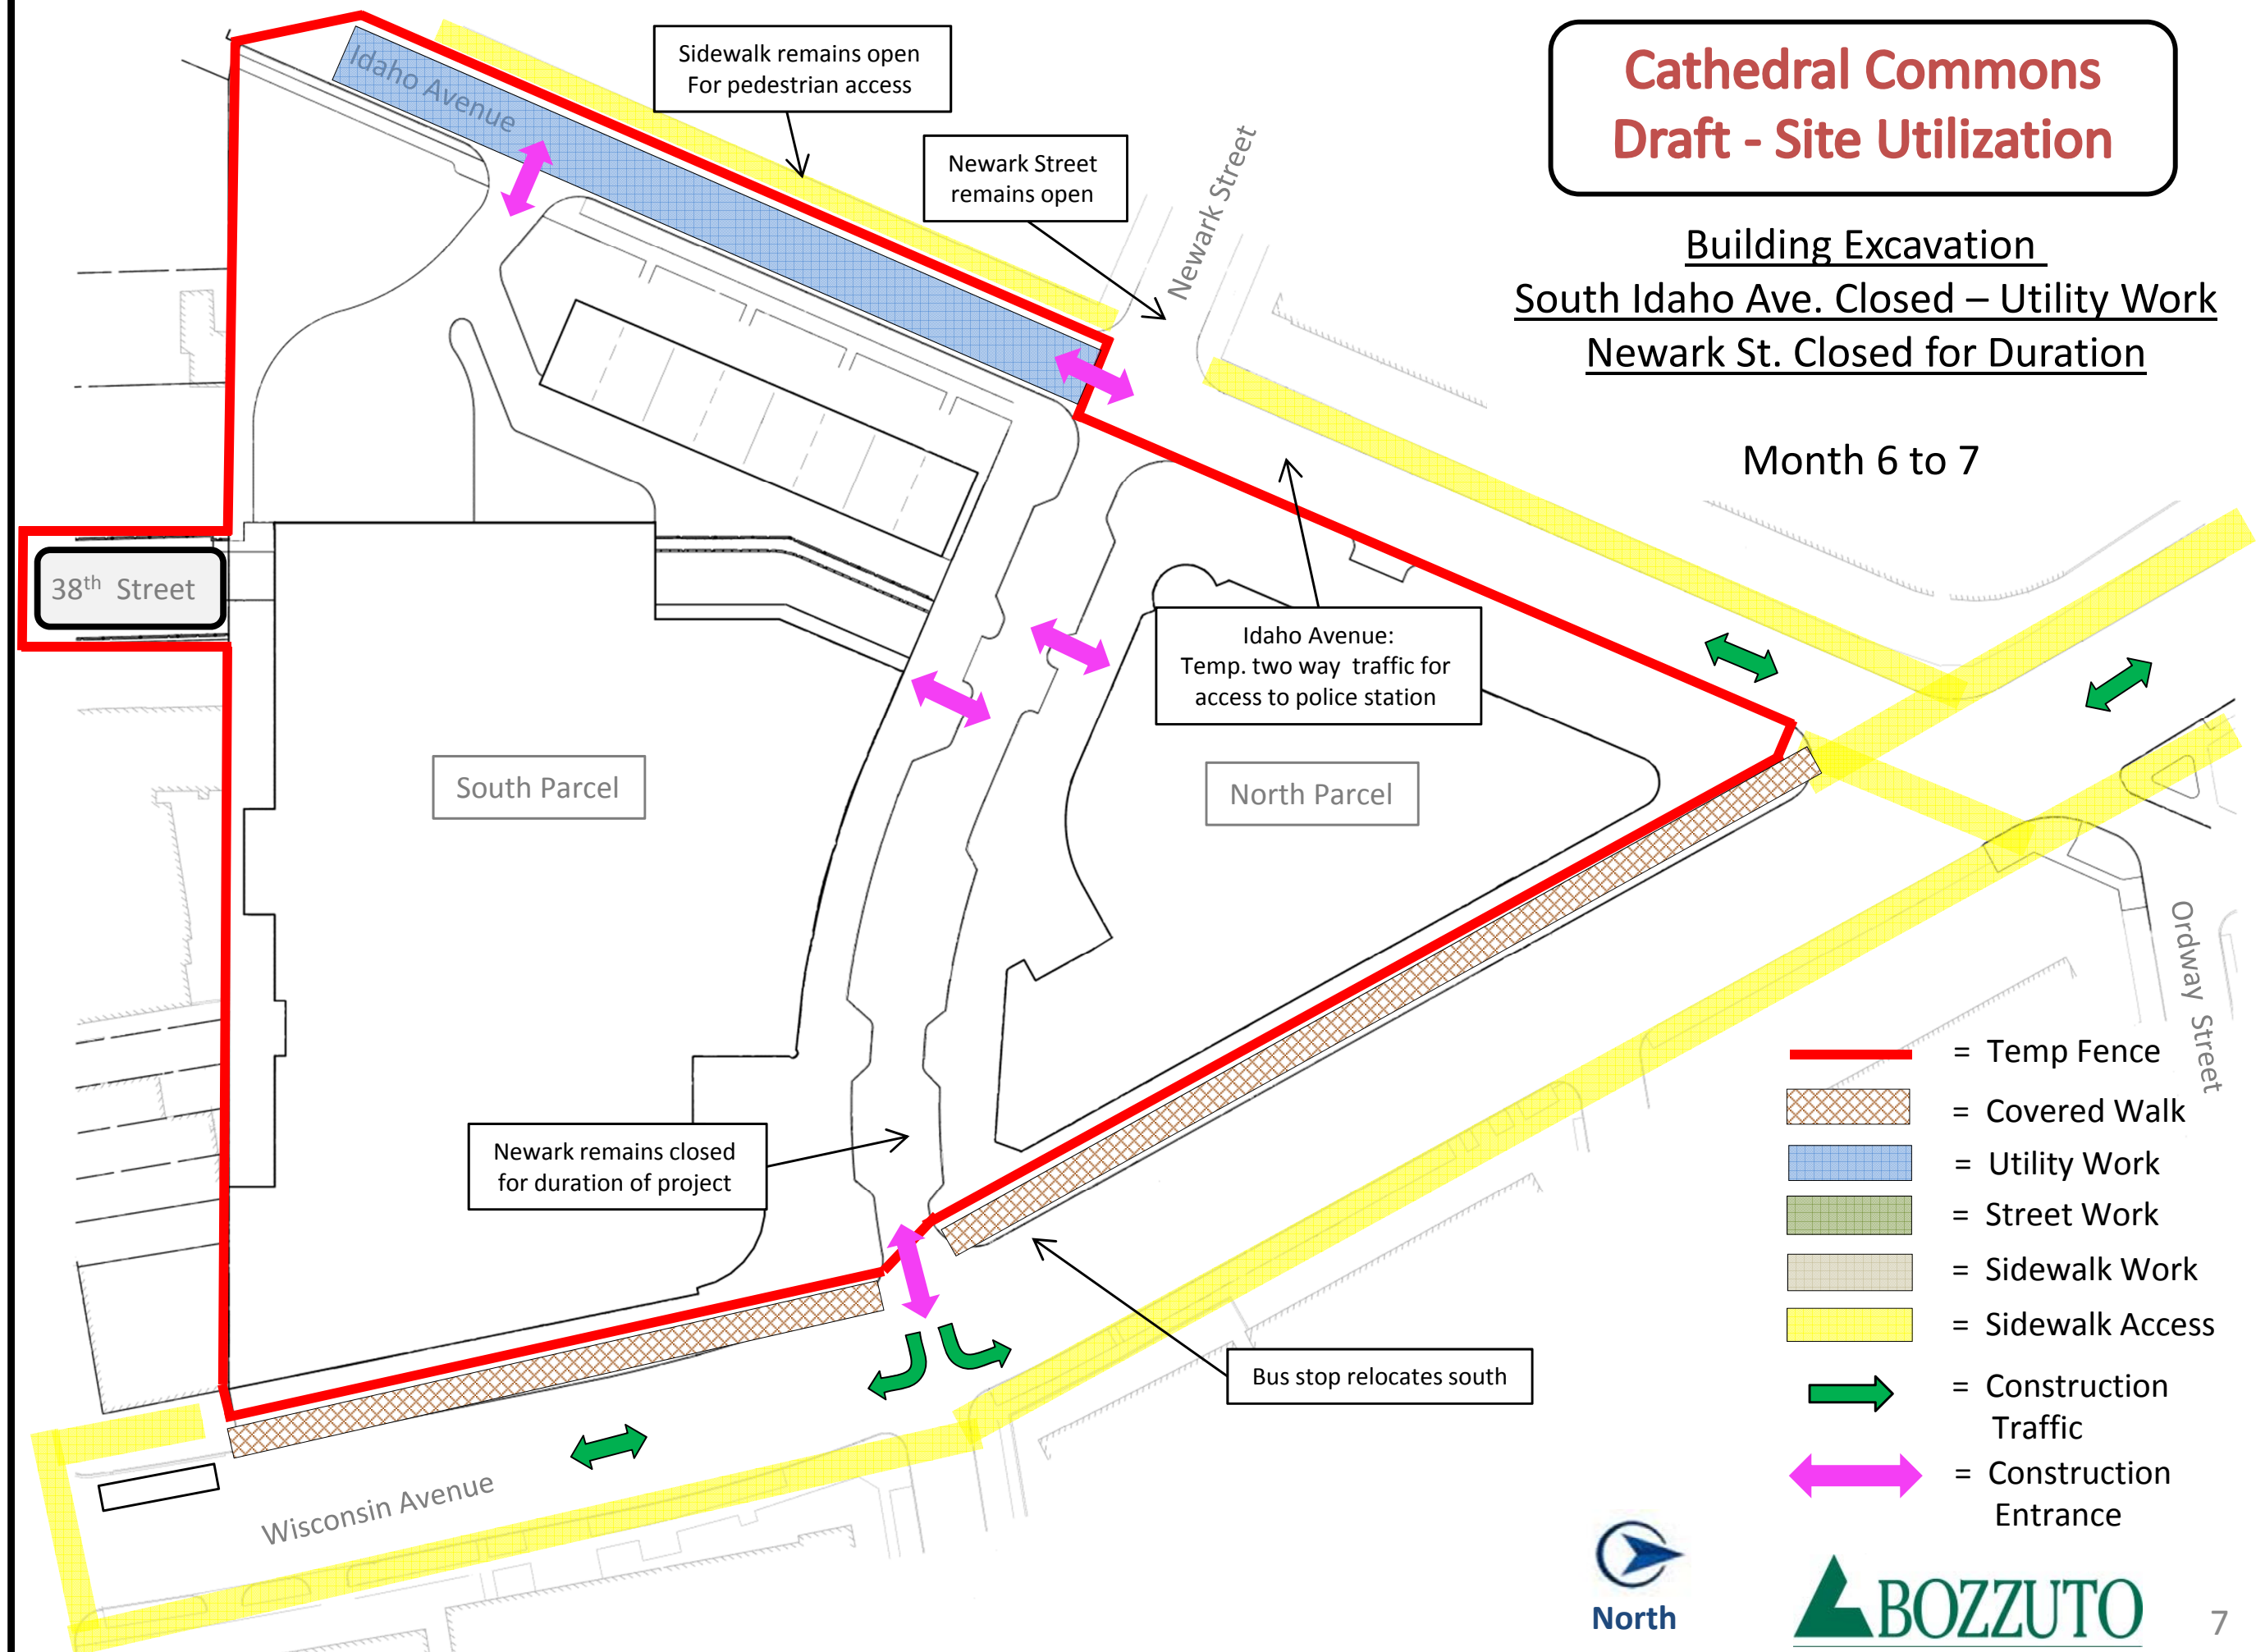 Cathedral Commons
Draft - Site Utilization
Building Excavation
South Idaho Ave. Closed – Utility Work
Newark St. Closed for Duration
Month 6 to 7
Idaho Avenue
Sidewalk remains open
For pedestrian access
Newark Street
remains open
Newark Street
38th Street
Idaho Avenue:
Temp. two way traffic for
access to police station
South Parcel
North Parcel
Ordway Street
Newark remains closed
for duration of project
Bus stop relocates south
Wisconsin Avenue
= Temp Fence
= Covered Walk
= Utility Work
= Street Work
= Sidewalk Work
= Sidewalk Access
= Construction
Traffic
= Construction
Entrance
North
BOZZUTO
7